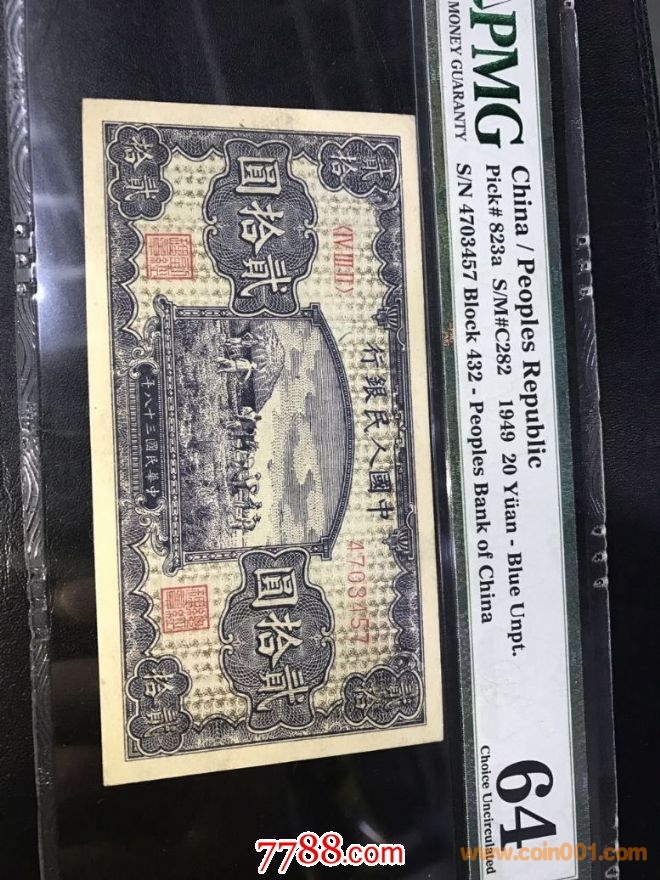 PMG
MONEY GUARANTY
China / Peoples Republic
Pick# 823a S/M#C282 1949 20 Yüan - Blue Unpt.
S/N 4703457 Block 432 - Peoples Bank of China
64
Choice Uncirculated
中國人民銀行
貳拾
貳拾
〈IV III II〉
4703457
貳拾圓
貳拾圓
中華民國三十八年
貳拾
貳拾
7788.com
www.coin001.com